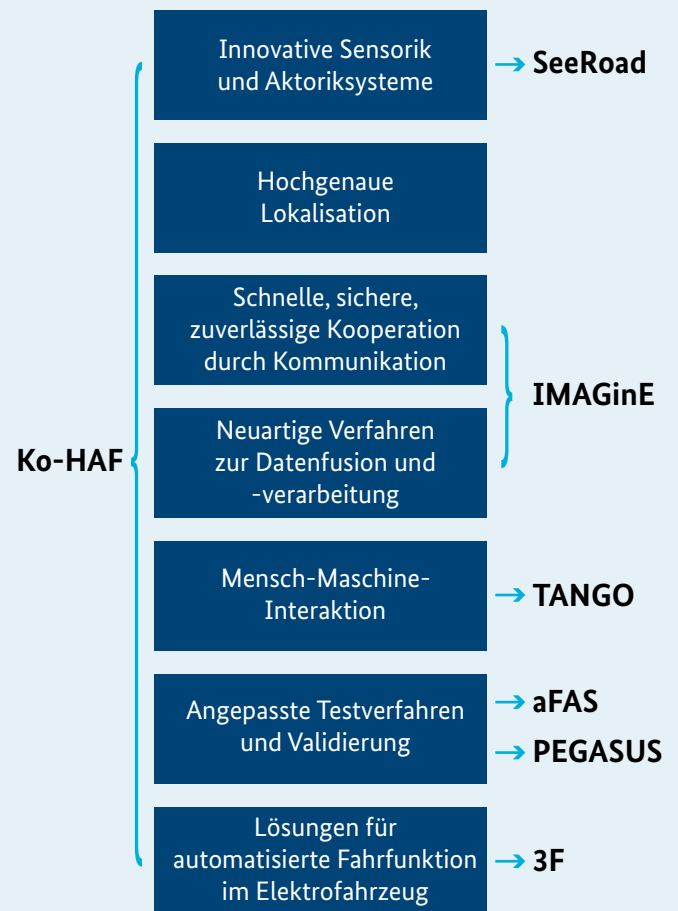 Innovative Sensorik
und Aktoriksysteme
→ SeeRoad
Hochgenaue
Lokalisation
Schnelle, sichere,
zuverlässige Kooperation
durch Kommunikation
IMAGinE
Neuartige Verfahren
zur Datenfusion und
-verarbeitung
Ko-HAF
Mensch-Maschine-
Interaktion
→ TANGO
Angepasste Testverfahren
und Validierung
→ aFAS
→ PEGASUS
Lösungen für
automatisierte Fahrfunktion
im Elektrofahrzeug
→ 3F